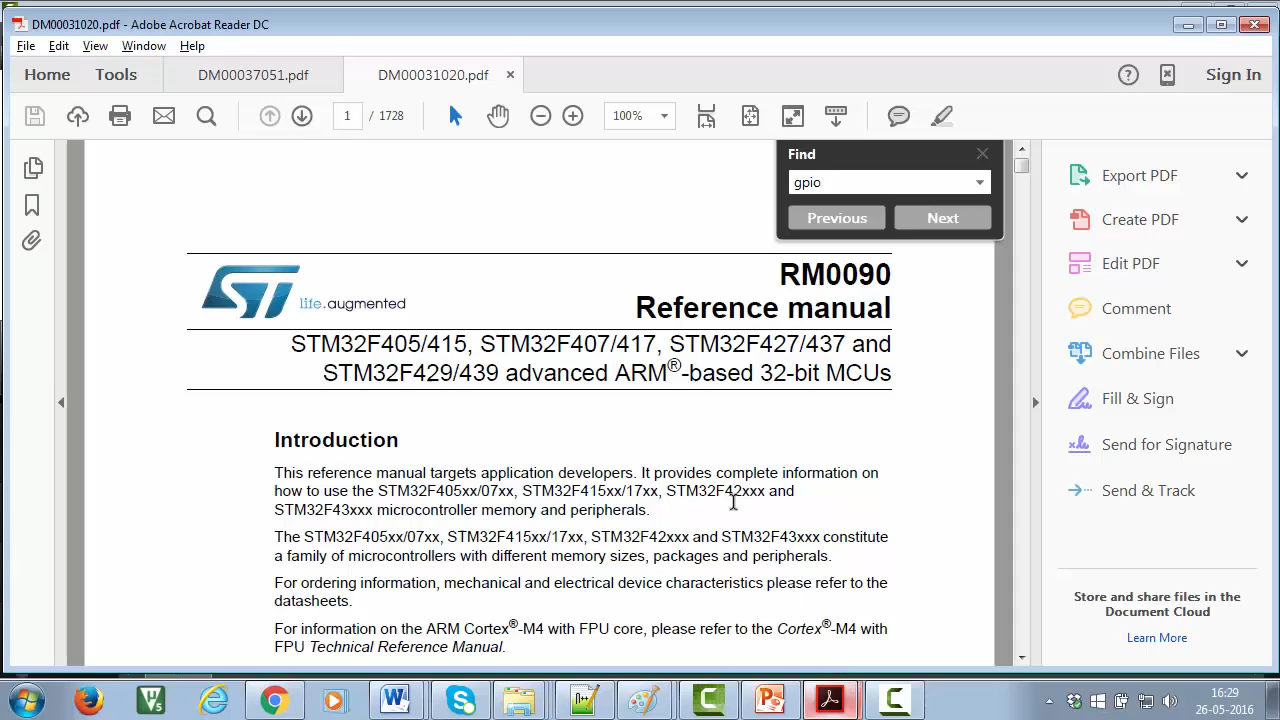 DM00031020.pdf - Adobe Acrobat Reader DC
File Edit View Window Help
Home Tools DM00037051.pdf DM00031020.pdf × Sign In
1 / 1728 100%
Find
gpio
Previous Next
ST life.augmented
RM0090
Reference manual
STM32F405/415, STM32F407/417, STM32F427/437 and
STM32F429/439 advanced ARM®-based 32-bit MCUs
Introduction
This reference manual targets application developers. It provides complete information on
how to use the STM32F405xx/07xx, STM32F415xx/17xx, STM32F42xxx and
STM32F43xxx microcontroller memory and peripherals.
The STM32F405xx/07xx, STM32F415xx/17xx, STM32F42xxx and STM32F43xxx constitute
a family of microcontrollers with different memory sizes, packages and peripherals.
For ordering information, mechanical and electrical device characteristics please refer to the
datasheets.
For information on the ARM Cortex®-M4 with FPU core, please refer to the Cortex®-M4 with
FPU Technical Reference Manual.
Export PDF
Create PDF
Edit PDF
Comment
Combine Files
Fill & Sign
Send for Signature
Send & Track
Store and share files in the
Document Cloud
Learn More
16:29
26-05-2016